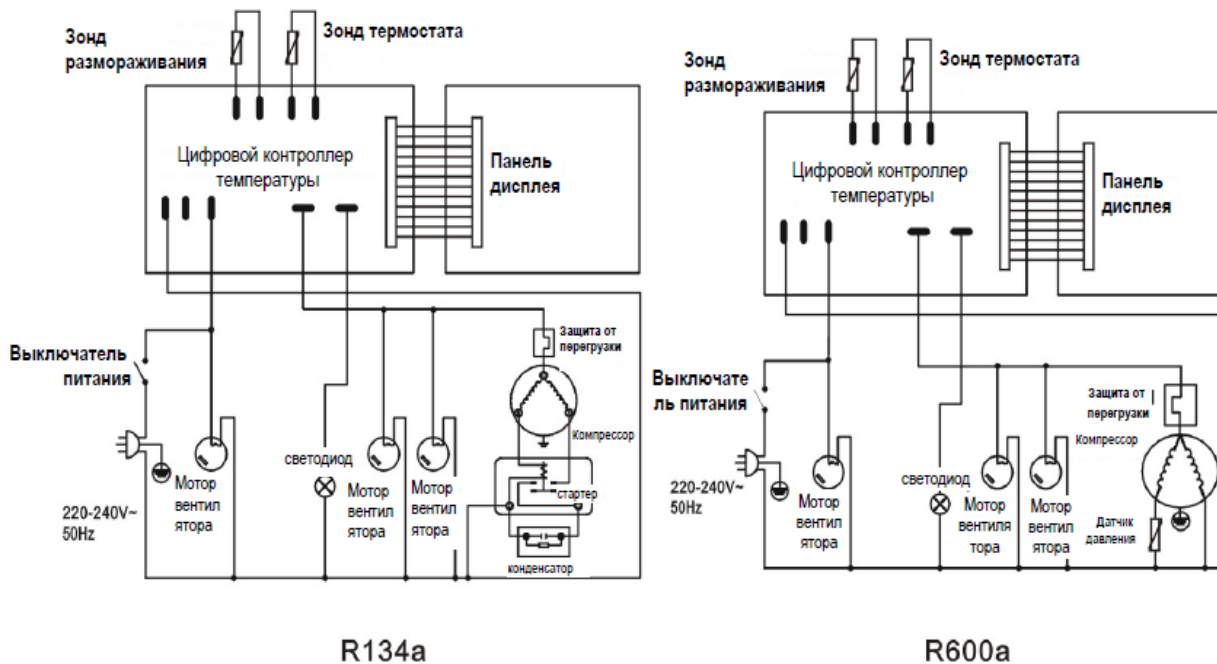 Зонд
размораживания
Зонд термостата
Цифровой контроллер
температуры
Панель
дисплея
Выключатель
питания
220-240V~
50Hz
Мотор
вентил
ятора
светодиод
Мотор
вентил
ятора
Мотор
вентил
ятора
Защита от
перегрузки
Компрессор
стартер
конденсатор
R134a
Зонд
размораживания
Зонд термостата
Цифровой контроллер
температуры
Панель
дисплея
Выключате
ль питания
220-240V~
50Hz
Мотор
вентил
ятора
светодиод
Мотор
вентиля
тора
Мотор
вентил
ятора
Защита от
перегрузки
Компрессор
Датчик
давления
R600a